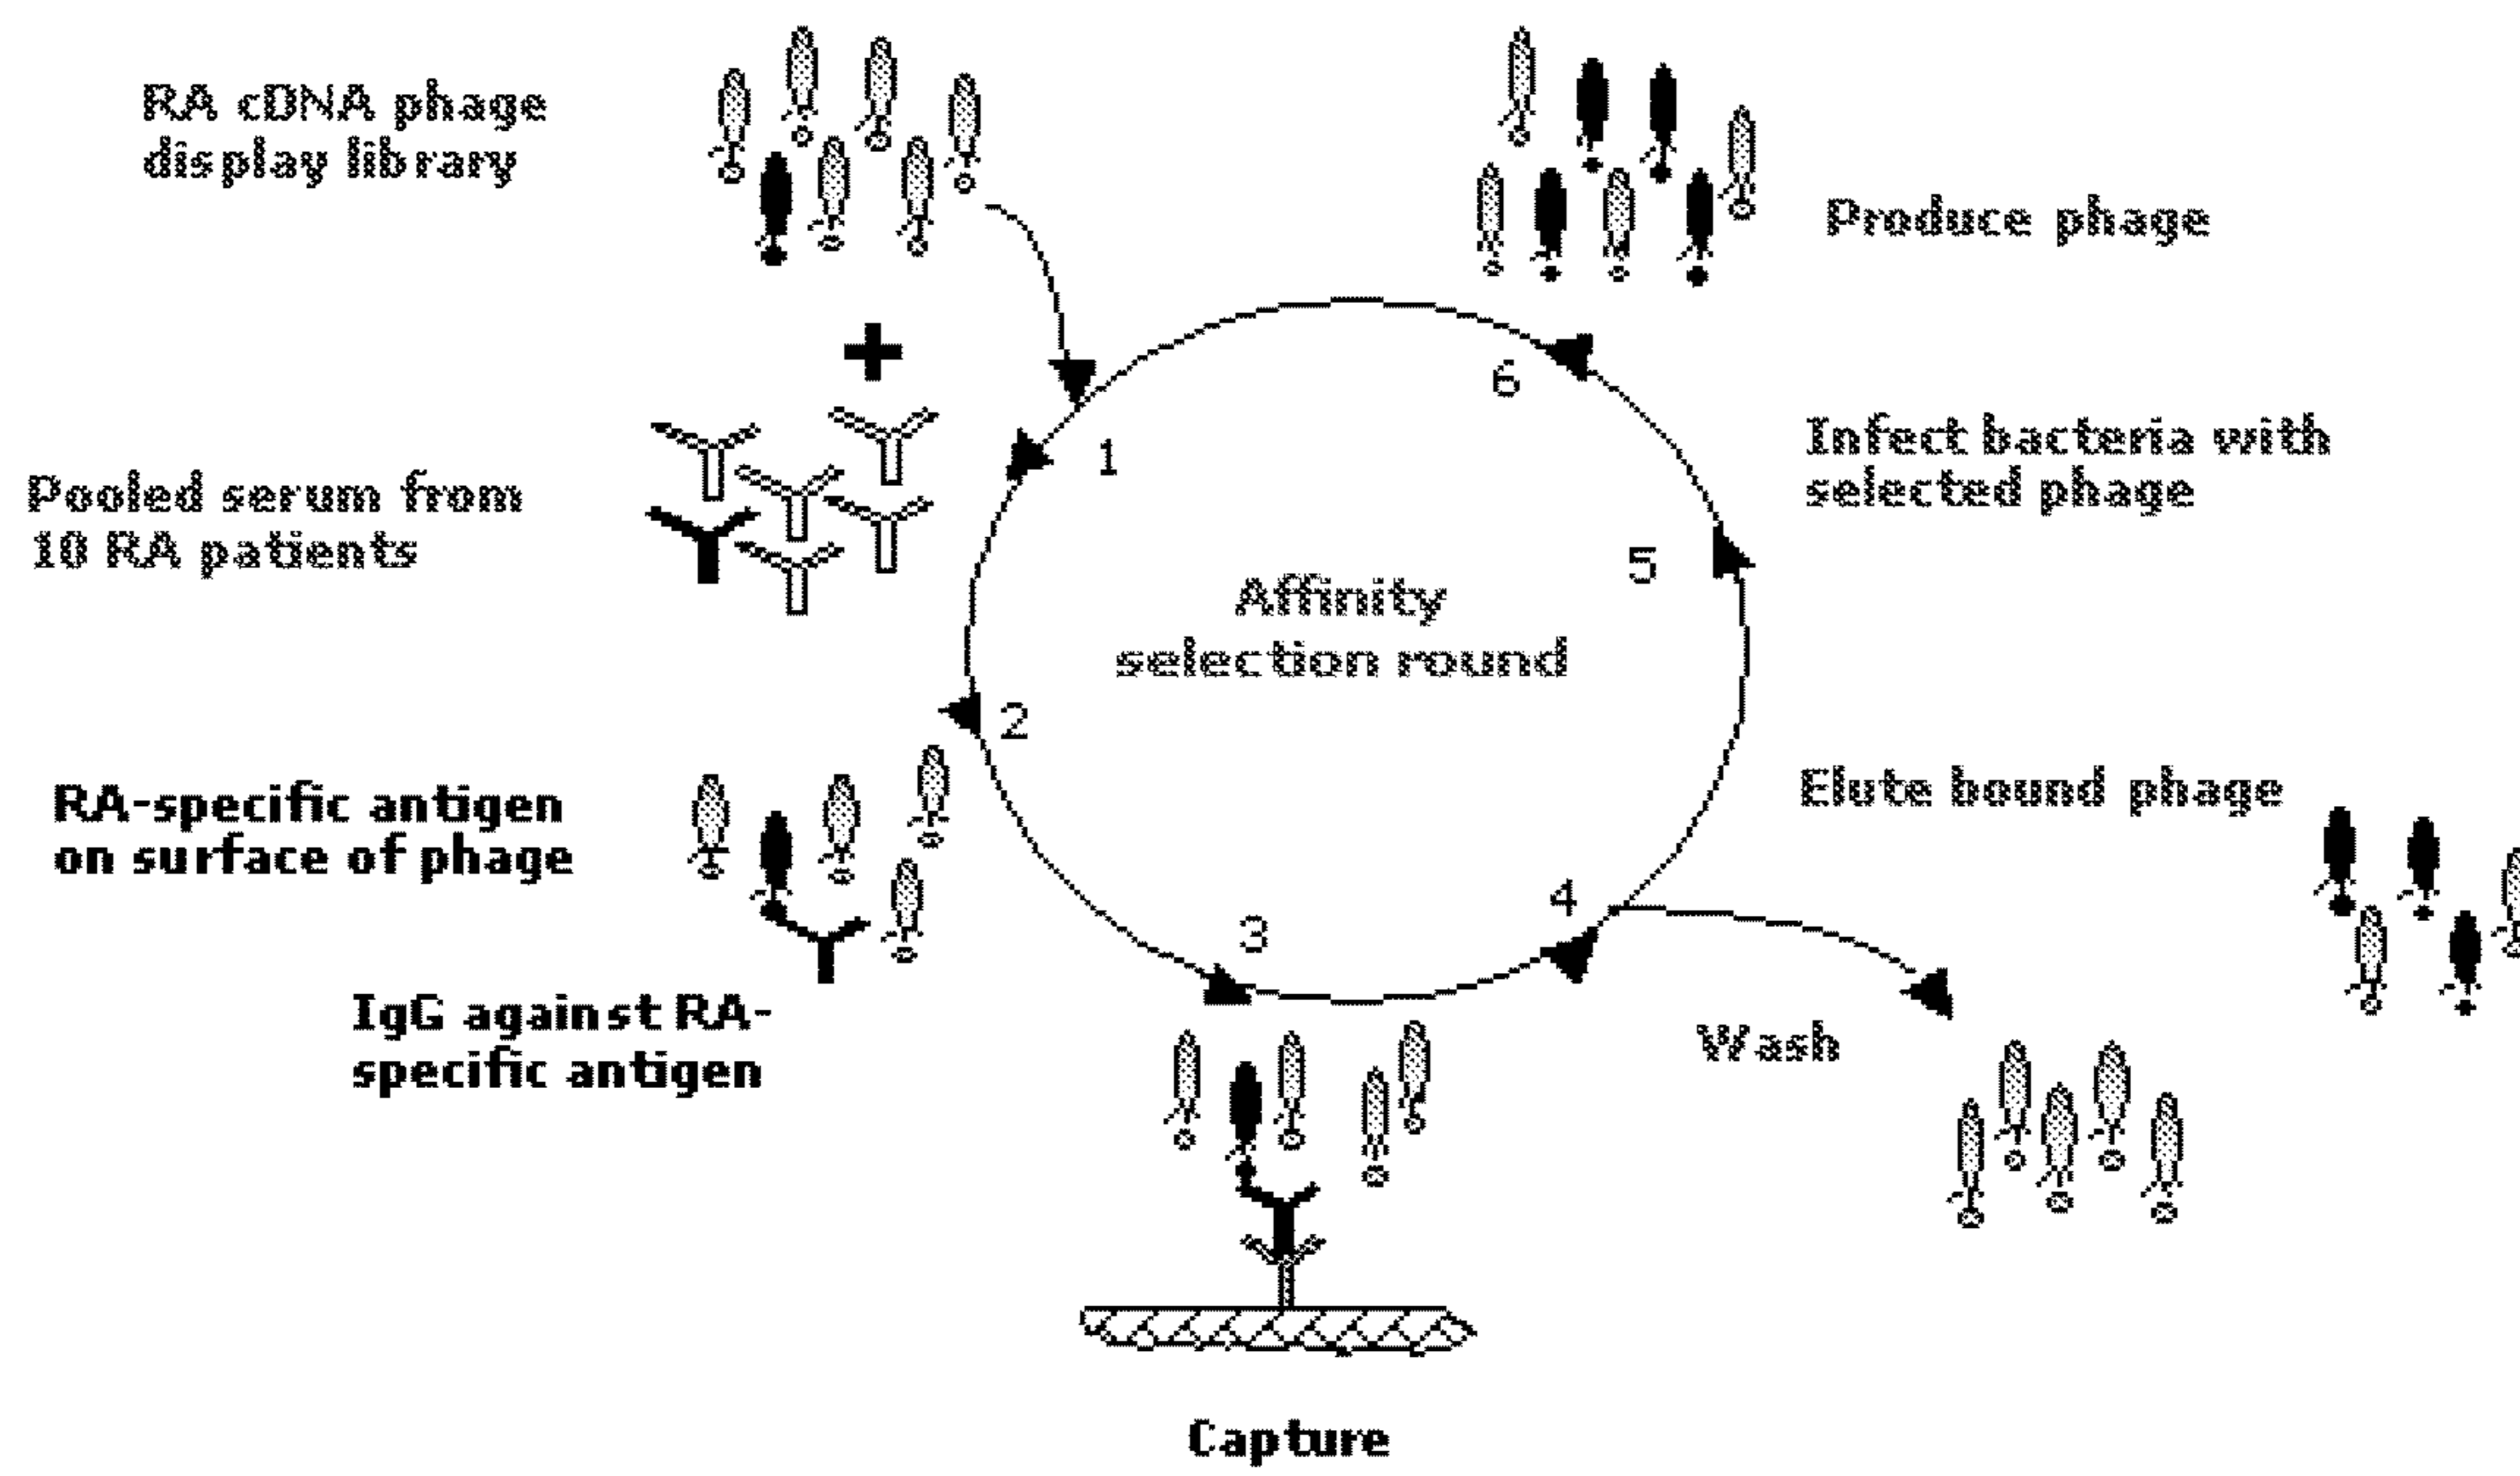 RA cDNA phage
display library
Produce phage
+
6
Infect bacteria with
selected phage
1
Pooled serum from
10 RA patients
5
Affinity
selection round
2
RA-specific antigen
on surface of phage
Elute bound phage
4
3
IgG against RA-
specific antigen
Wash
Capture